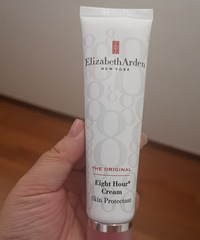 Elizabeth Arden
NEW YORK
THE ORIGINAL
Eight Hour®
Cream
Skin Protectant